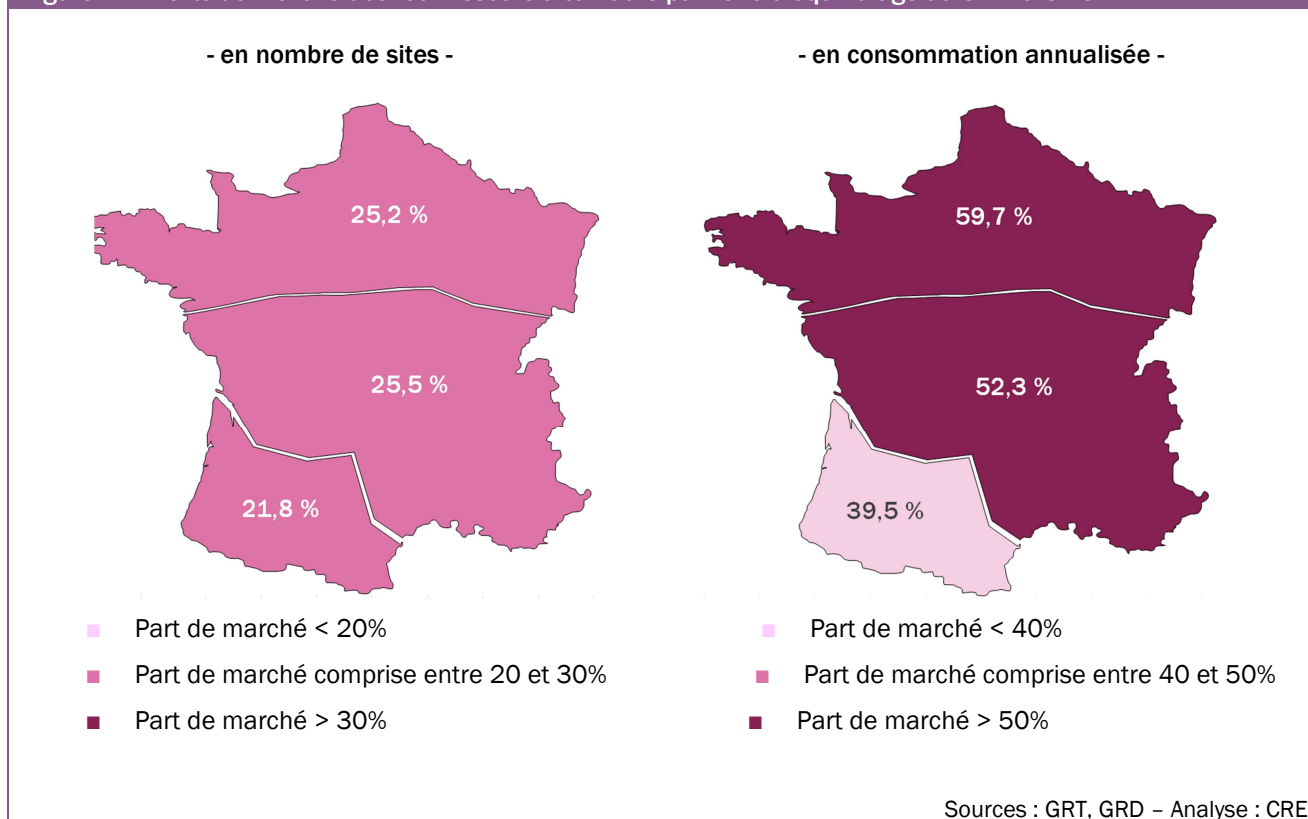 - en nombre de sites -
- en consommation annualisée -
25,2 %
25,5 %
21,8 %
59,7 %
52,3 %
39,5 %
Part de marché < 20%
Part de marché comprise entre 20 et 30%
Part de marché > 30%
Part de marché < 40%
Part de marché comprise entre 40 et 50%
Part de marché > 50%
Sources : GRT, GRD – Analyse : CRE